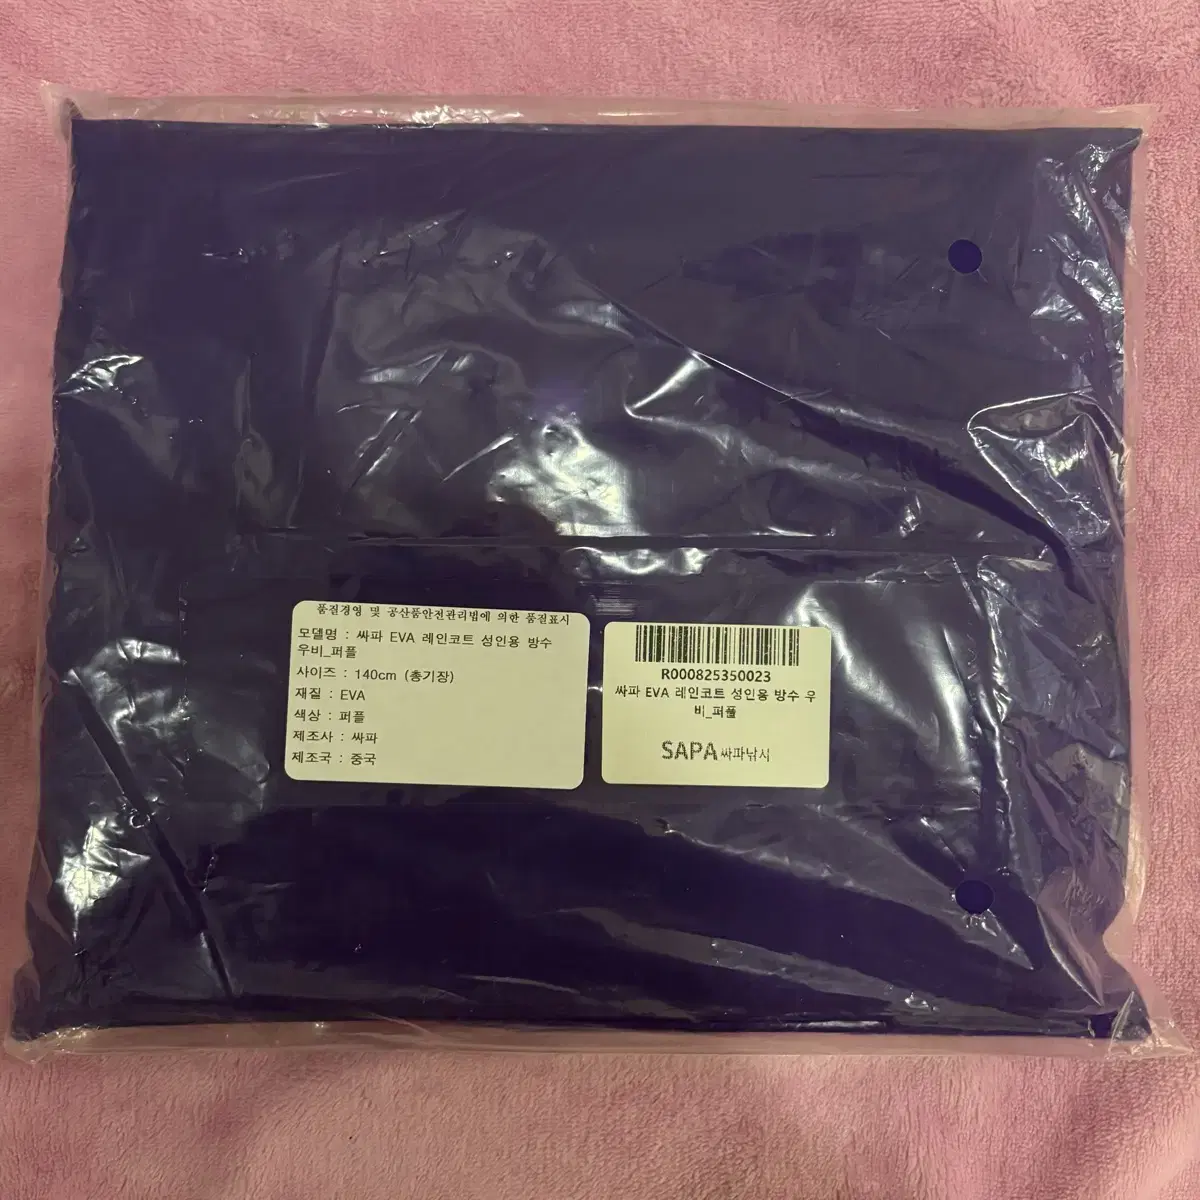 품질경영 및 공산품안전관리법에 의한 품질표시
모델명 : 싸파 EVA 레인코트 성인용 방수
우비_퍼플
사이즈 : 140cm (총기장)
재질 : EVA
색상 : 퍼플
제조사 : 싸파
제조국 : 중국
R000825350023
싸파 EVA 레인코트 성인용 방수 우
비_퍼플
SAPA싸파낚시